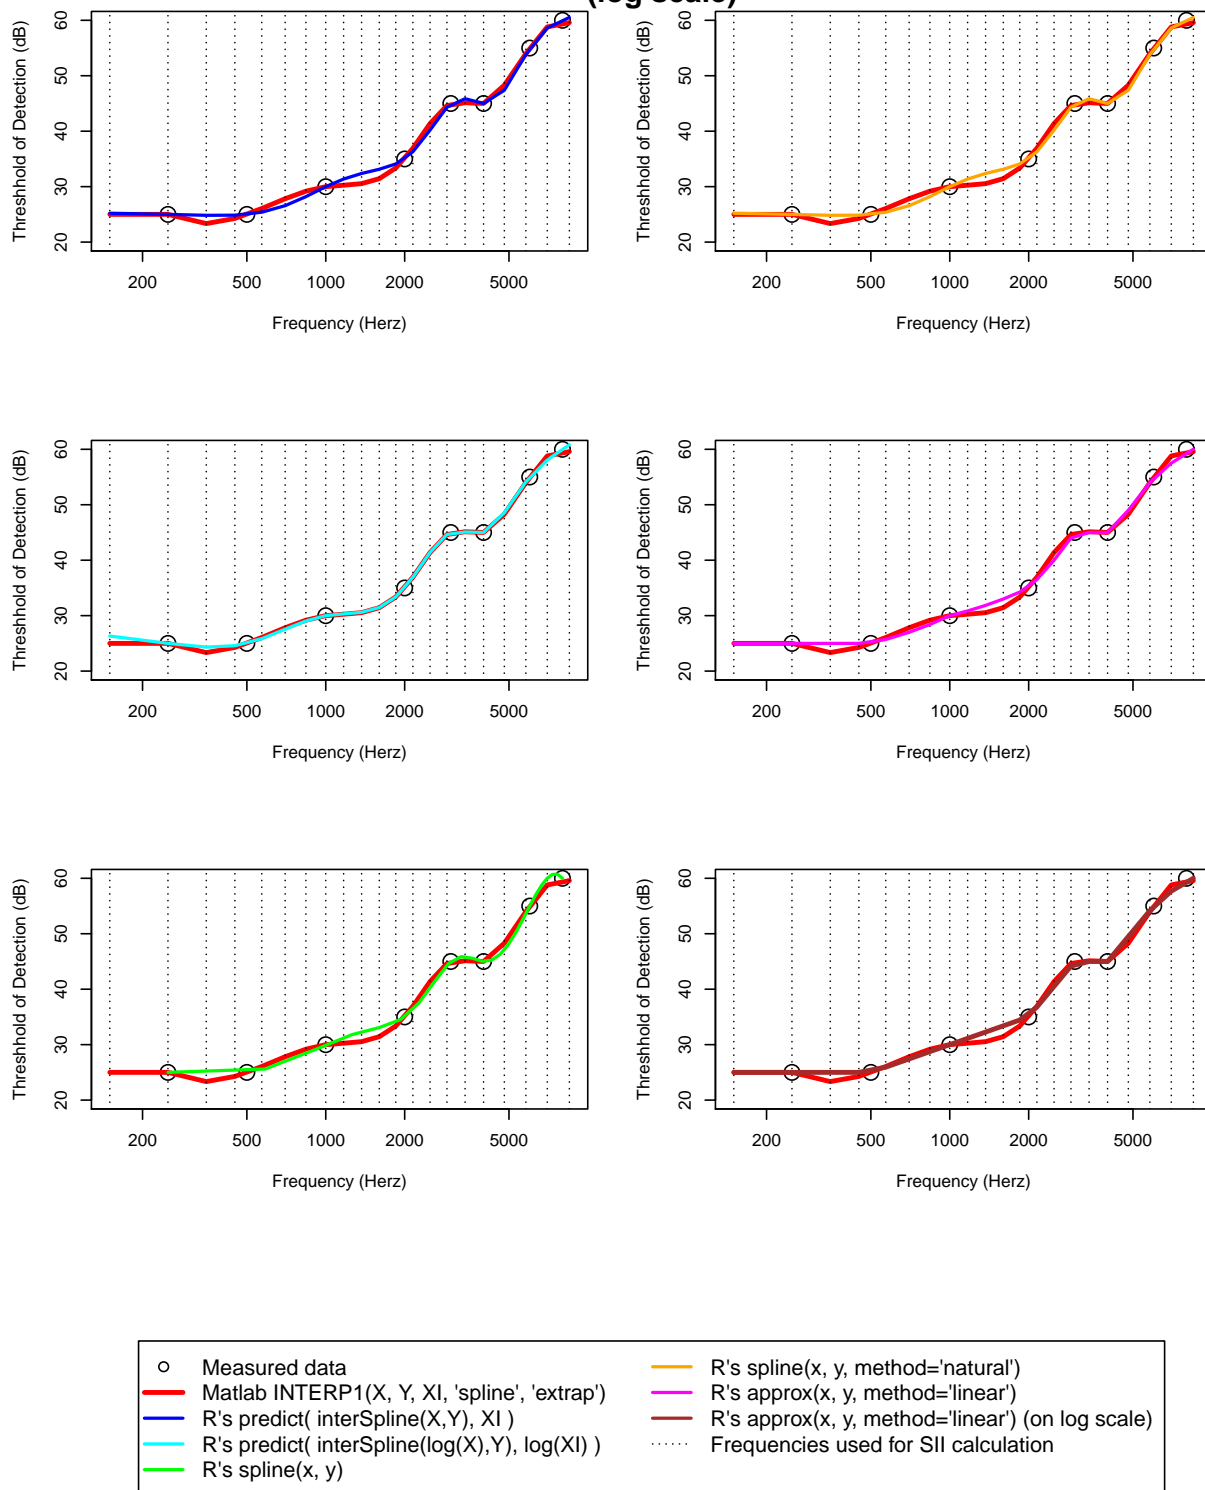 (log scale)
Threshhold of Detection (dB)
20 30 40 50 60
200 500 1000 2000 5000
Frequency (Herz)
Threshhold of Detection (dB)
20 30 40 50 60
200 500 1000 2000 5000
Frequency (Herz)
Threshhold of Detection (dB)
20 30 40 50 60
200 500 1000 2000 5000
Frequency (Herz)
Threshhold of Detection (dB)
20 30 40 50 60
200 500 1000 2000 5000
Frequency (Herz)
Threshhold of Detection (dB)
20 30 40 50 60
200 500 1000 2000 5000
Frequency (Herz)
Threshhold of Detection (dB)
20 30 40 50 60
200 500 1000 2000 5000
Frequency (Herz)
Measured data
Matlab INTERP1(X, Y, XI, 'spline', 'extrap')
R's predict( interSpline(X,Y), XI )
R's predict( interSpline(log(X),Y), log(XI) )
R's spline(x, y)
R's spline(x, y, method='natural')
R's approx(x, y, method='linear')
R's approx(x, y, method='linear') (on log scale)
Frequencies used for SII calculation